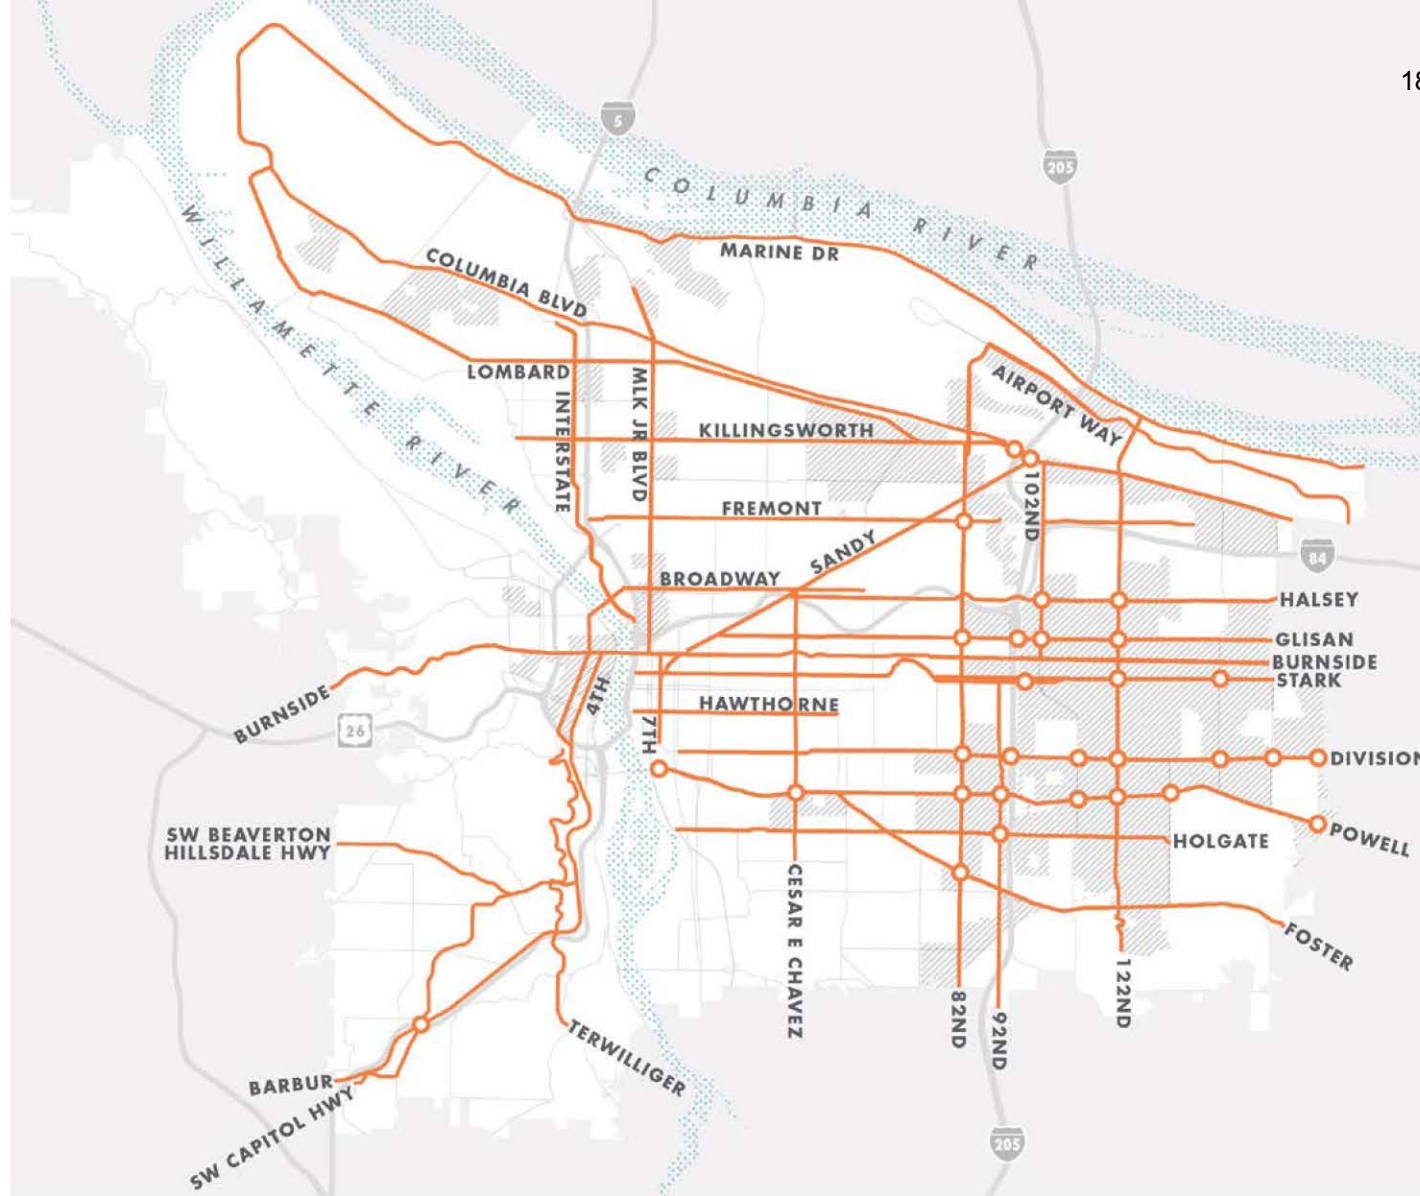 18
5
205
COLUMBIA RIVER
MARINE DR
WILLAMETTE RIVER
COLUMBIA BLVD
LOMBARD
INTERSTATE
MLK JR BLVD
AIRPORT WAY
KILLINGSWORTH
102ND
FREMONT
SANDY
84
BROADWAY
HALSEY
GLISAN
BURNSIDE
STARK
BURNSIDE
26
4TH
7TH
HAWTHORNE
DIVISION
POWELL
SW BEAVERTON
HILLSDALE HWY
HOLGATE
CESAR E CHAVEZ
FOSTER
82ND
92ND
122ND
TERWILLIGER
BARBUR
SW CAPITOL HWY
205